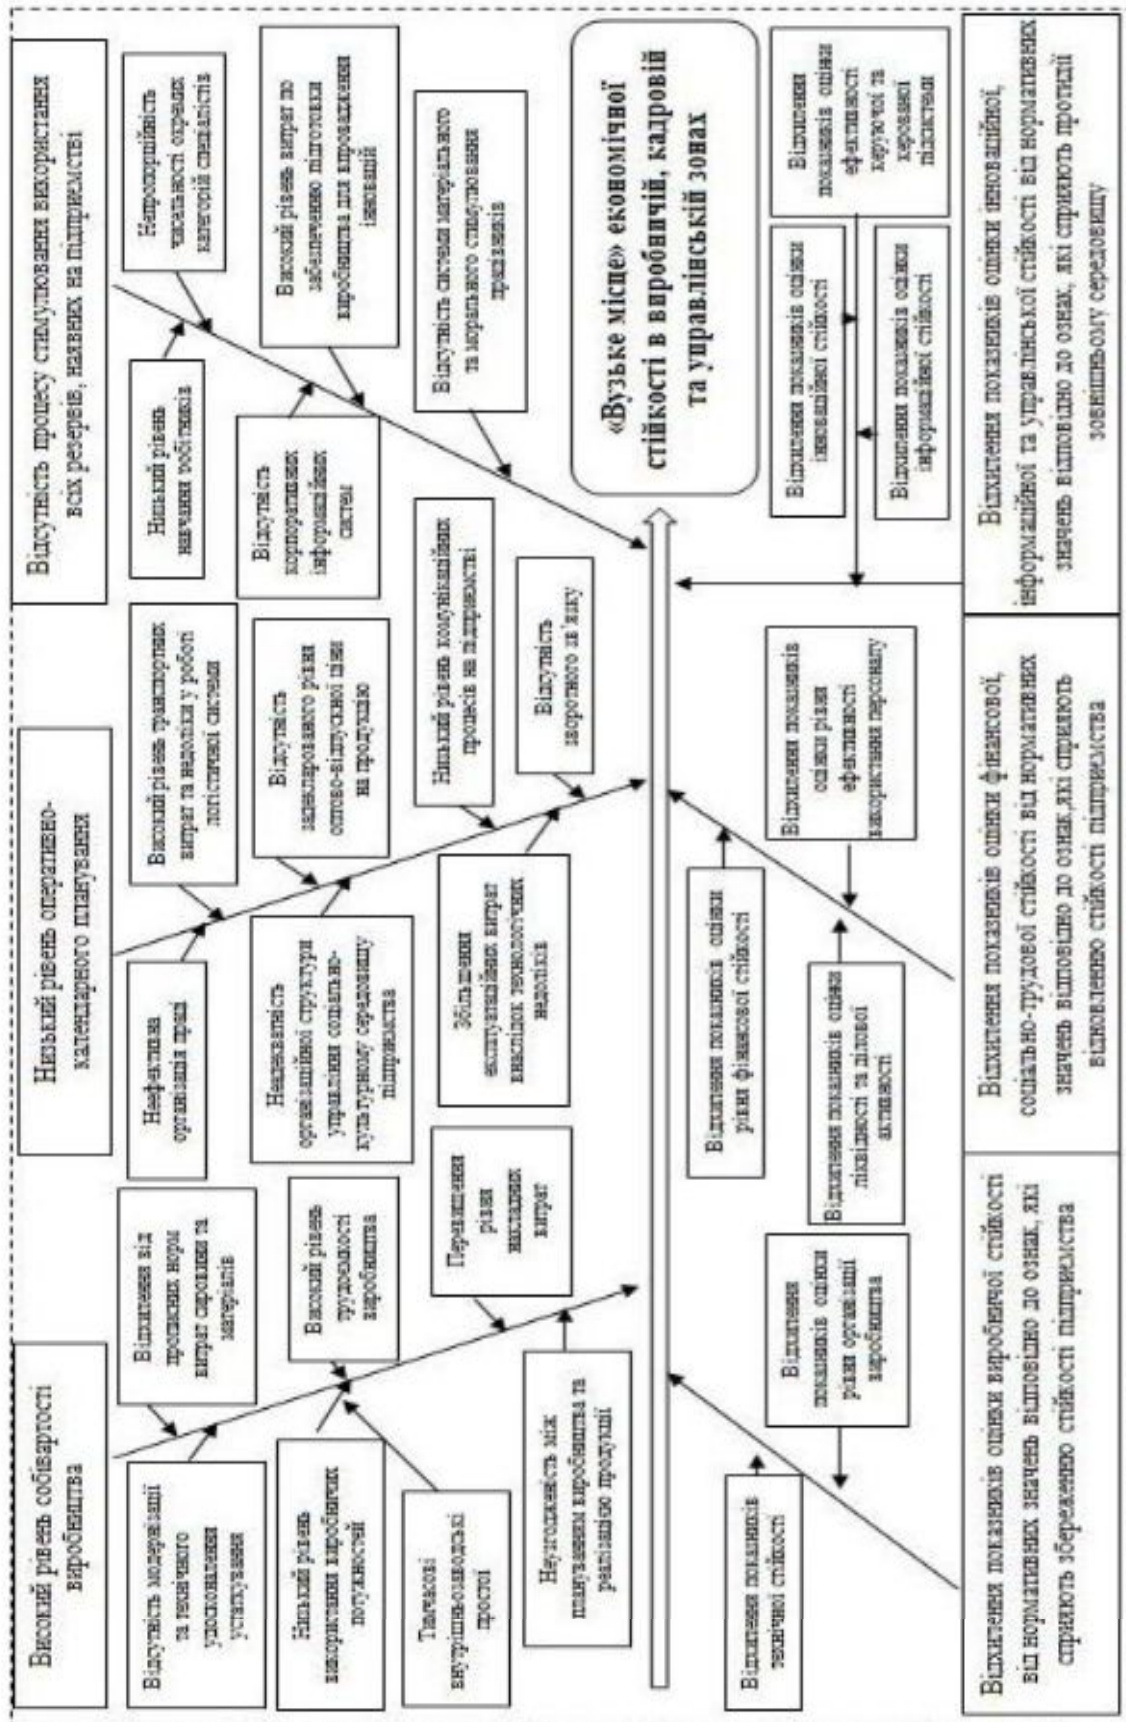 Високий рівень собівартості
виробництва
Низький рівень оперативно-
календарного планування
Відсутність процесу стимулювання використання
всіх резервів, наявних на підприємстві
Відхилення від
прописних норм
витрат сировини та
матеріалів
Відсутність модернізації
та технічного
удосконалення
устаткування
Високий рівень
трудоємкості
виробництва
Низький рівень
використання виробничих
потужностей
Перевищення
рівня
накладних
витрат
Тимчасові
внутрішньозаводські
простої
Неузгодженість між
плануванням виробництва та
реалізацією продукції
Високий рівень транспортних
витрат та недоліки у роботі
логістичної системи
Неефективна
організація праці
Відсутність
задекларованого рівня
оптово-відпускної ціни
на продукцію
Неадекватність
організаційної структури
управління соціально-
культурному середовищу
підприємства
Низький рівень комунікаційних
процесів на підприємстві
Збільшення
експлуатаційних витрат
внаслідок технологічних
недоліків
Відсутність
зворотного зв'язку
Непропорційність
чисельності окремих
категорій спеціалістів
Низький рівень
навчання робітників
Високий рівень витрат по
забезпеченню підготовки
виробництва для впровадження
інновацій
Відсутність
корпоративних
інформаційних
систем
Відсутність системи матеріального
та морального стимулювання
працівників
«Вузьке місце» економічної
стійкості в виробничій, кадровій
та управлінській зонах
Відхилення показників
технічної стійкості
Відхилення
показників оцінки
рівня організації
виробництва
Відхилення показників оцінки
рівня фінансової стійкості
Відхилення показників
оцінки рівня
ефективності
використання персоналу
Відхилення показників оцінки
ліквідності та ділової
активності
Відхилення показників оцінки
інноваційної стійкості
Відхилення
показників оцінки
ефективності
керуючої та
керованої
підсистеми
Відхилення показників оцінки
інформаційної стійкості
Відхилення показників оцінки виробничої стійкості
від нормативних значень відповідно до ознак, які
сприяють збереженню стійкості підприємства
Відхилення показників оцінки фінансової,
соціально-трудової стійкості від нормативних
значень відповідно до ознак,які сприяють
відновленню стійкості підприємства
Відхилення показників оцінки інноваційної,
інформаційної та управлінської стійкості від нормативних
значень відповідно до ознак, які сприяють протидії
зовнішньому середовищу